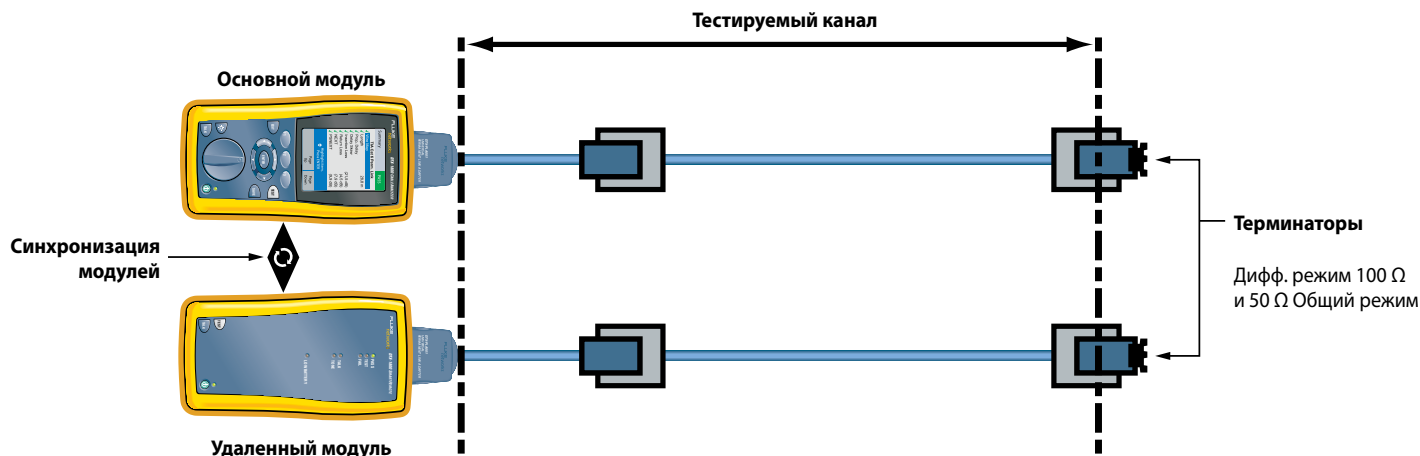 Тестируемый канал
Основной модуль
Синхронизация
модулей
Терминаторы
Дифф. режим 100 Ω
и 50 Ω Общий режим
Удаленный модуль